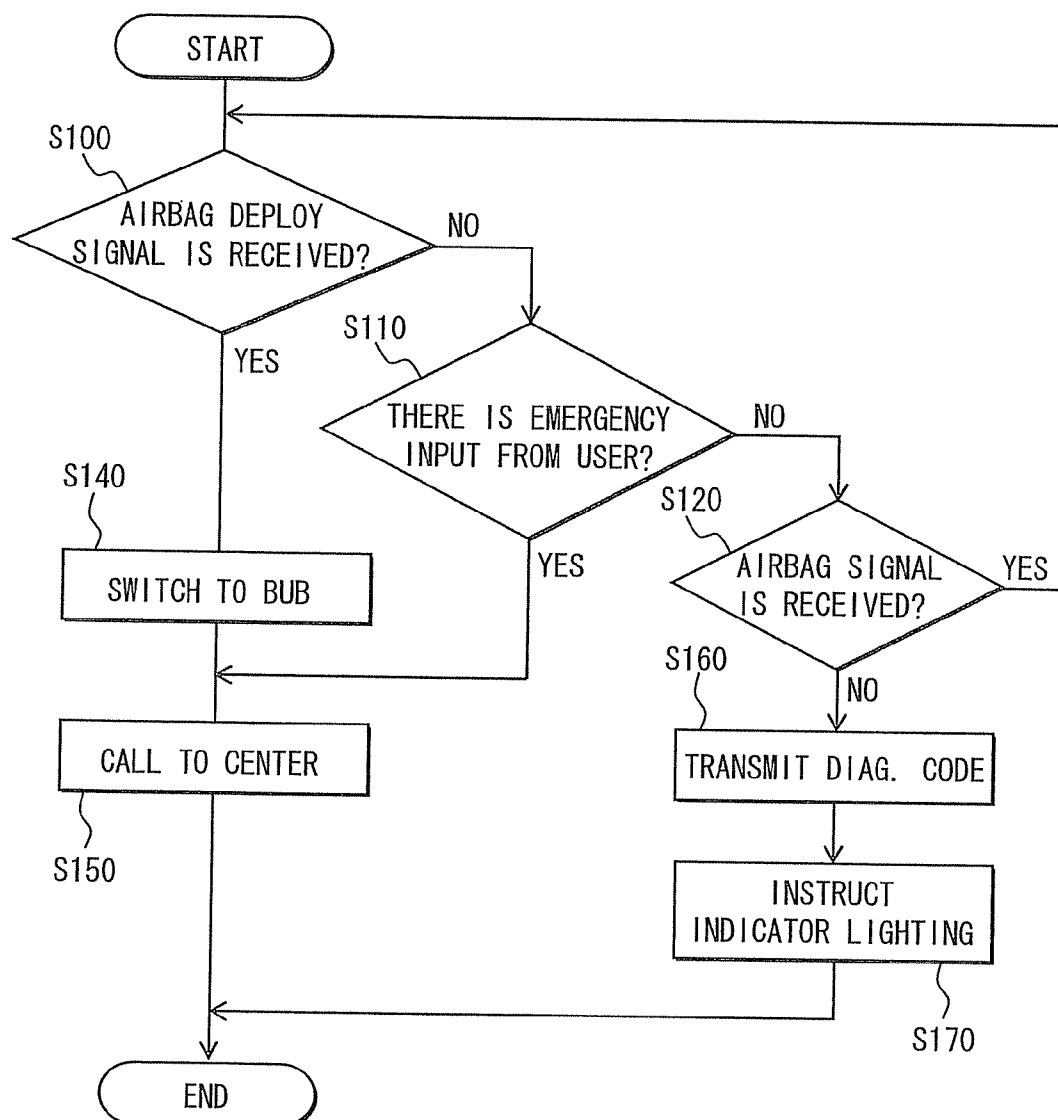 START
S100
AIRBAG DEPLOY
SIGNAL IS RECEIVED?
NO
YES
S110
THERE IS EMERGENCY
INPUT FROM USER?
NO
YES
S120
AIRBAG SIGNAL
IS RECEIVED?
YES
NO
S140
SWITCH TO BUB
S150
CALL TO CENTER
S160
TRANSMIT DIAG. CODE
INSTRUCT
INDICATOR LIGHTING
S170
END